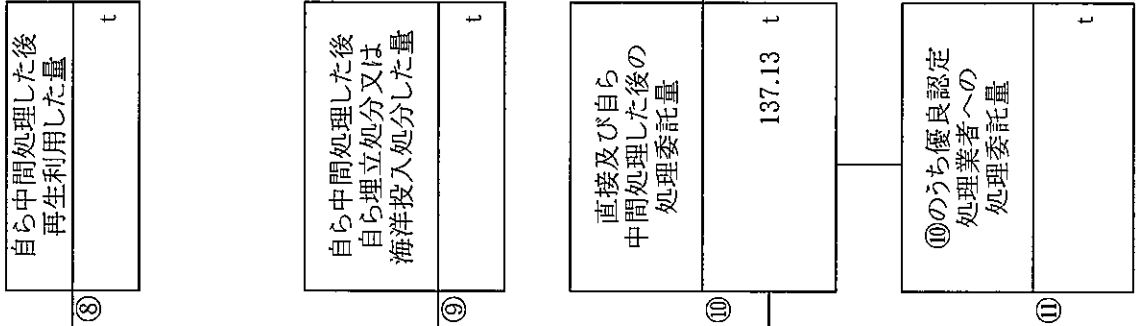 自ら中間処理した後
再生利用した量
t
⑧
自ら中間処理した後
自ら埋立処分又は
海洋投入処分した量
t
⑨
直接及び自ら
中間処理した後の
処理委託量
137.13 t
⑩
⑩のうち優良認定
処理業者への
処理委託量
t
⑪